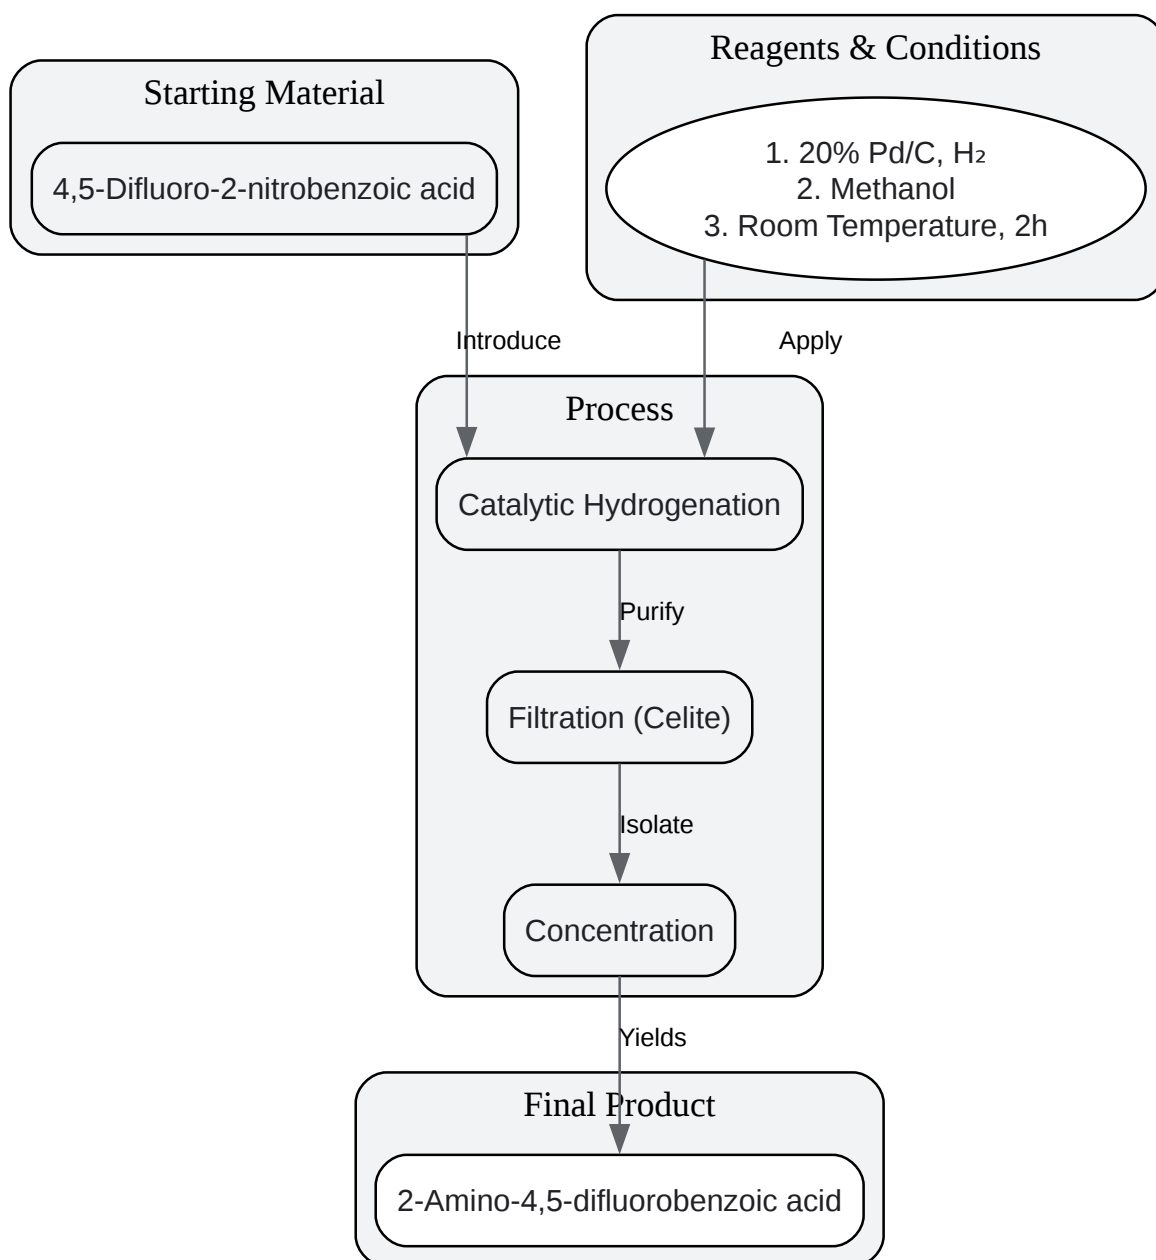 Starting Material
4,5-Difluoro-2-nitrobenzoic acid
Reagents & Conditions
1. 20% Pd/C, H₂
2. Methanol
3. Room Temperature, 2h
Introduce
Apply
Process
Catalytic Hydrogenation
Purify
Filtration (Celite)
Isolate
Concentration
Yields
Final Product
2-Amino-4,5-difluorobenzoic acid